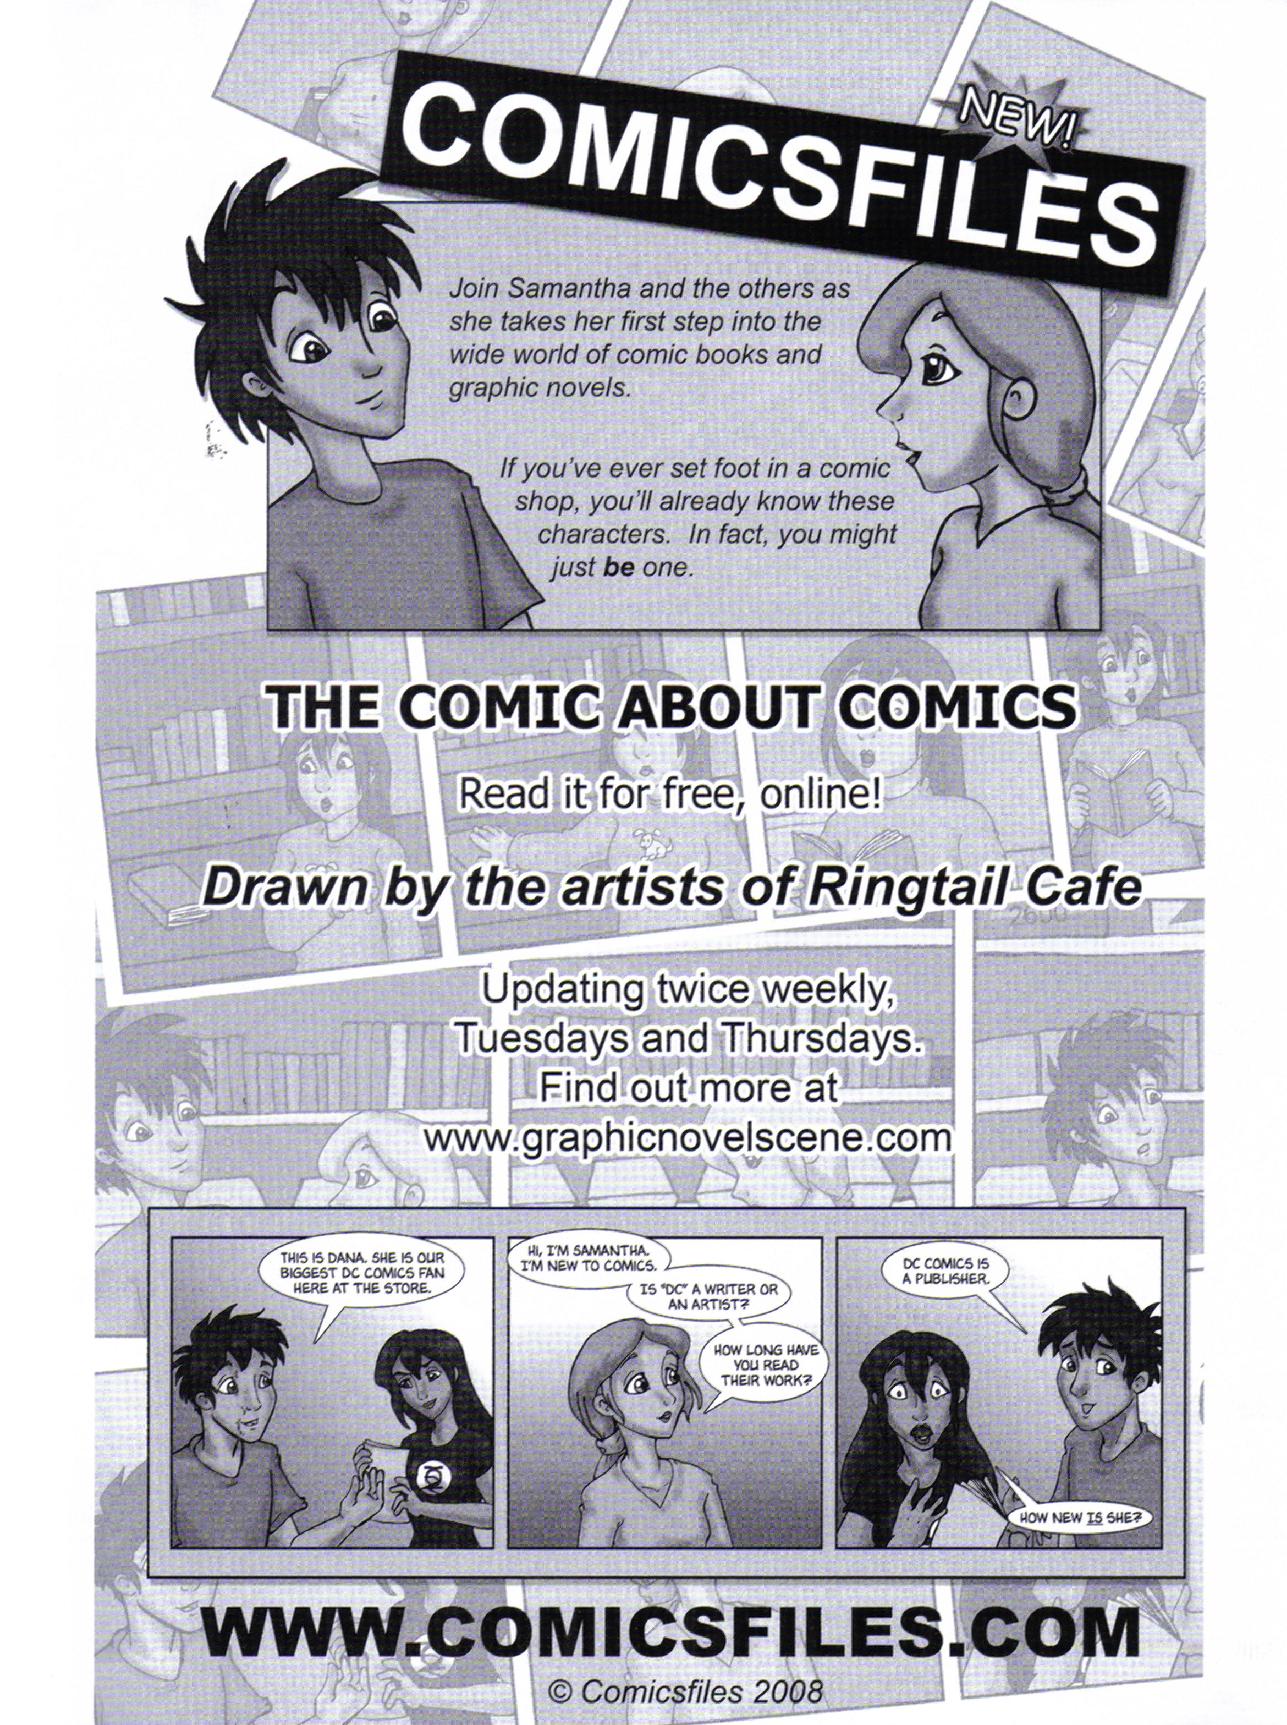 COMICSFILES
NEW!
Join Samantha and the others as
she takes her first step into the
wide world of comic books and
graphic novels.
If you've ever set foot in a comic
shop, you'll already know these
characters.  In fact, you might
just be one.
THE COMIC ABOUT COMICS
Read it for free, online!
Drawn by the artists of Ringtail Cafe
2600
Updating twice weekly,
Tuesdays and Thursdays.
Find out more at
www.graphicnovelscene.com
THIS IS DANA. SHE IS OUR
BIGGEST DC COMICS FAN
HERE AT THE STORE.
HI, I'M SAMANTHA.
I'M NEW TO COMICS.
IS "DC" A WRITER OR
AN ARTIST?
HOW LONG HAVE
YOU READ
THEIR WORK?
DC COMICS IS
A PUBLISHER.
HOW NEW IS SHE?
WWW.COMICSFILES.COM
© Comicsfiles 2008